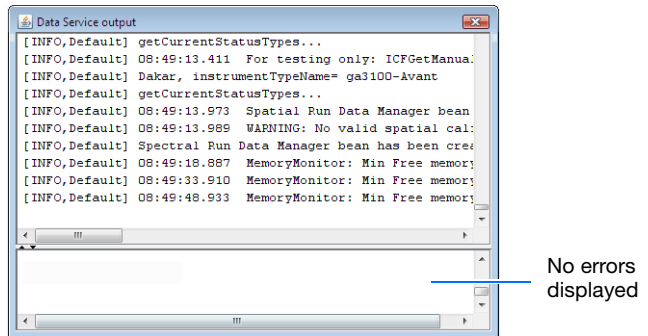 Data Service output
[INFO,Default] getCurrentStatusTypes...
[INFO,Default] 08:49:13.411 For testing only: ICFGetManual
[INFO,Default] Dakar, instrumentTypeName= ga3100-Avant
[INFO,Default] getCurrentStatusTypes...
[INFO,Default] 08:49:13.973 Spatial Run Data Manager bean
[INFO,Default] 08:49:13.989 WARNING: No valid spatial cali
[INFO,Default] Spectral Run Data Manager bean has been crea
[INFO,Default] 08:49:18.887 MemoryMonitor: Min Free memory
[INFO,Default] 08:49:33.910 MemoryMonitor: Min Free memory
[INFO,Default] 08:49:48.933 MemoryMonitor: Min Free memory
No errors
displayed